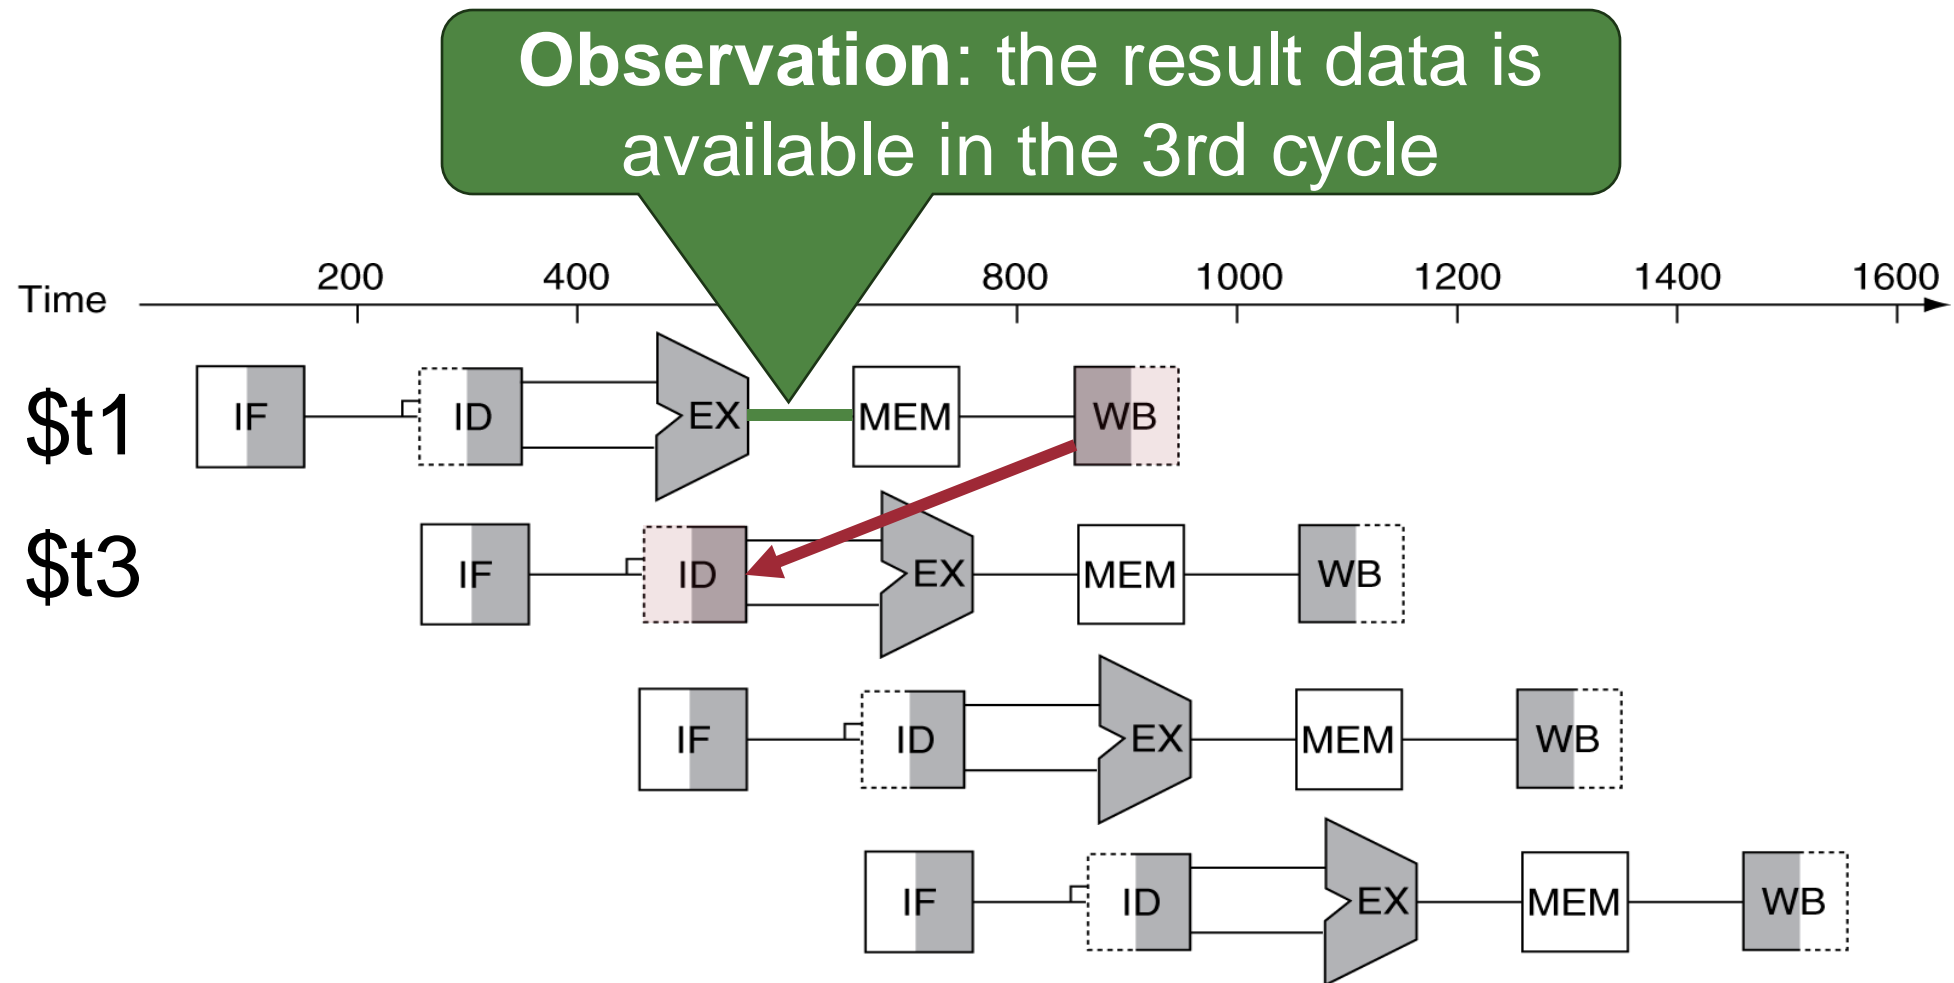 Observation: the result data is
available in the 3rd cycle
200 400 800 1000 1200 1400 1600
Time
$t1 IF ID EX MEM WB
$t3 IF ID EX MEM WB
IF ID EX MEM WB
IF ID EX MEM WB